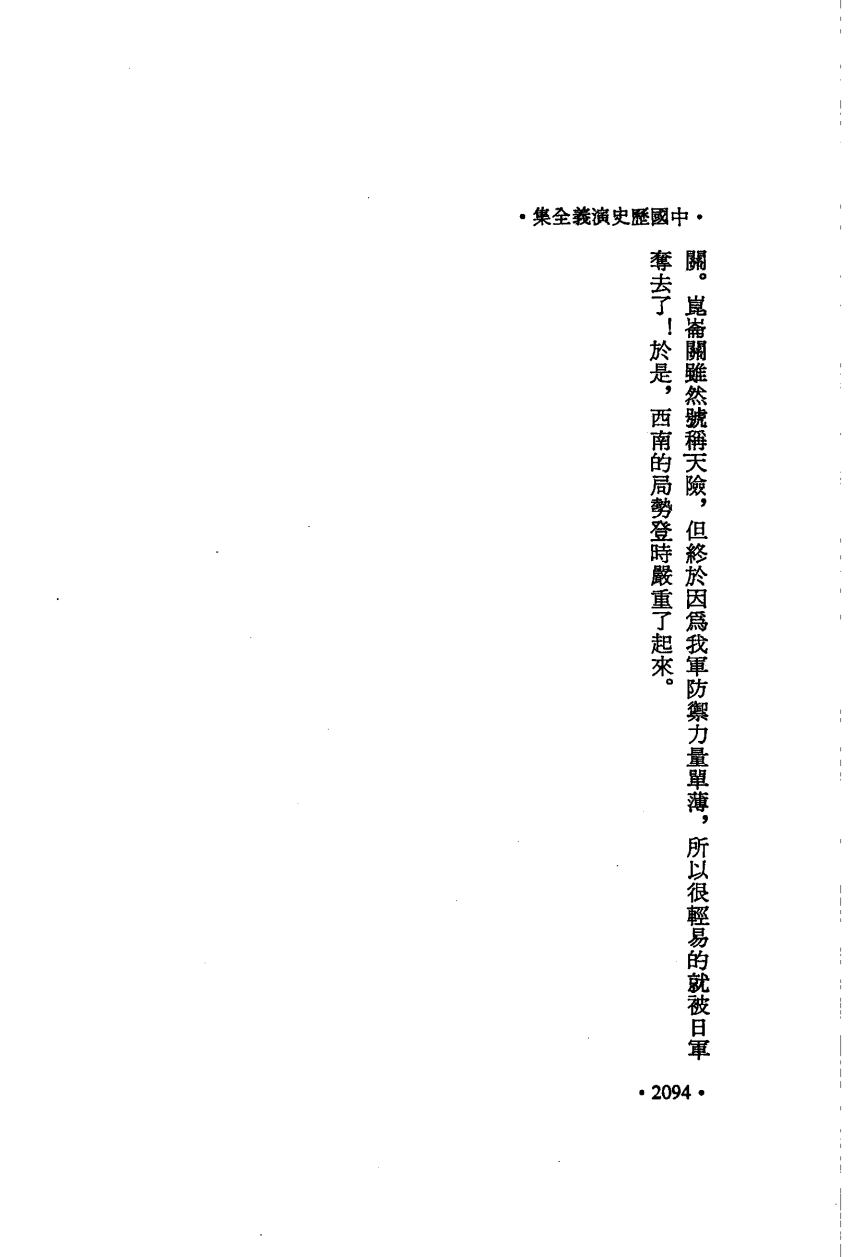 ·中國歷史演義全集·
關。崑崙關雖然號稱天險，但終於因爲我軍防禦力量單薄，所以很輕易的就被日軍
奪去了！於是，西南的局勢登時嚴重了起來。
·2094·